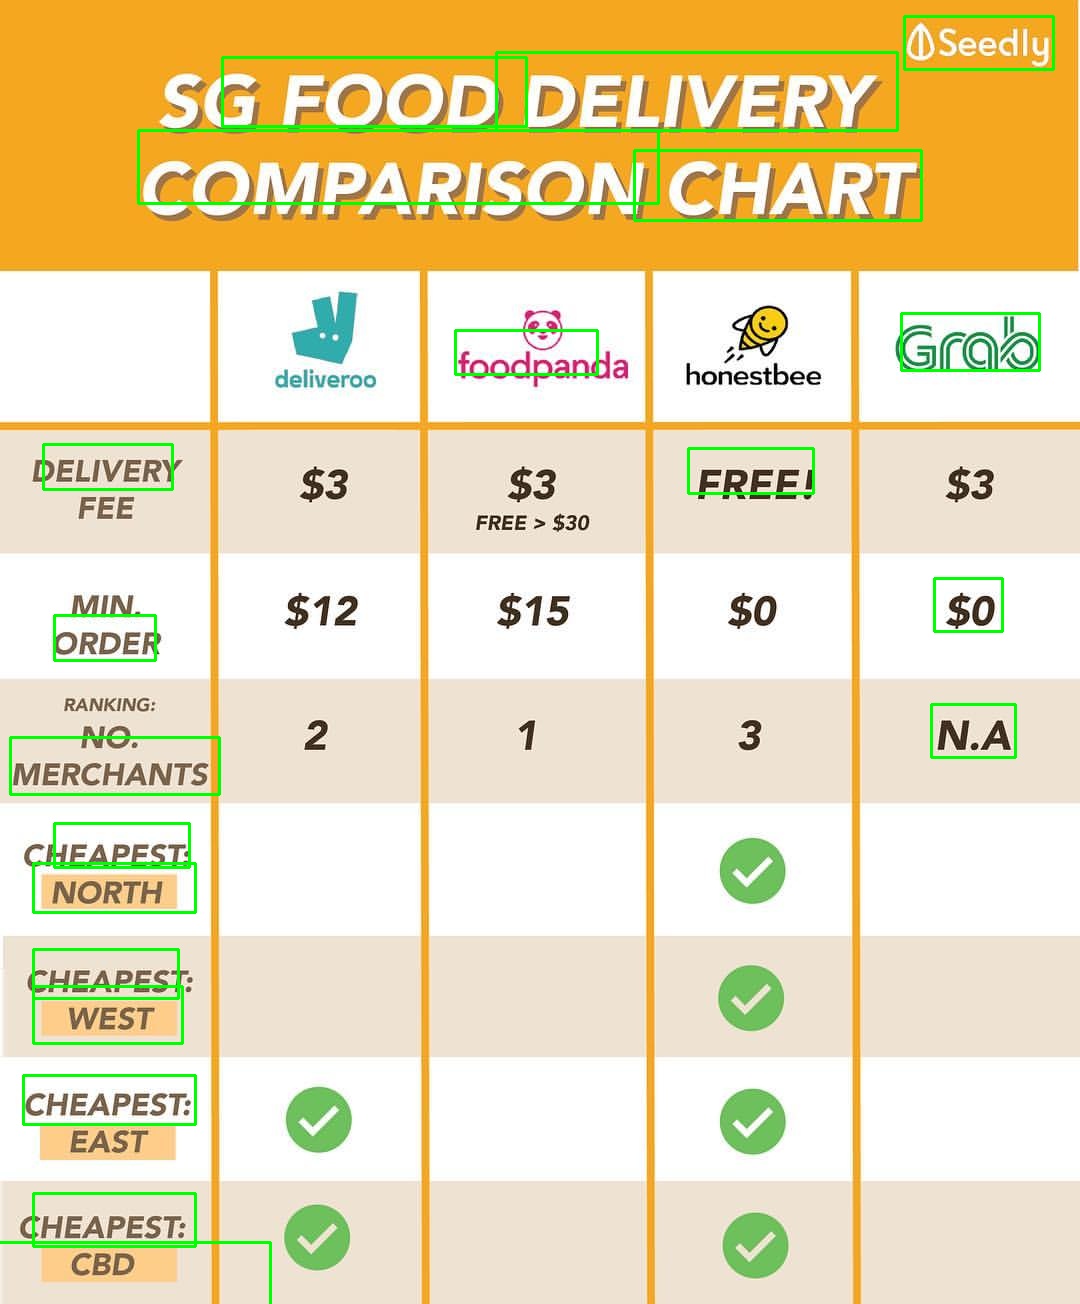 Seedly
SG FOOD DELIVERY
COMPARISON CHART
deliveroo
foodpanda
honestbee
Grab
DELIVERY
FEE
$3
$3
FREE > $30
FREE!
$3
MIN.
ORDER
$12
$15
$0
$0
RANKING:
NO.
MERCHANTS
2
1
3
N.A
CHEAPEST:
NORTH
CHEAPEST:
WEST
CHEAPEST:
EAST
CHEAPEST:
CBD